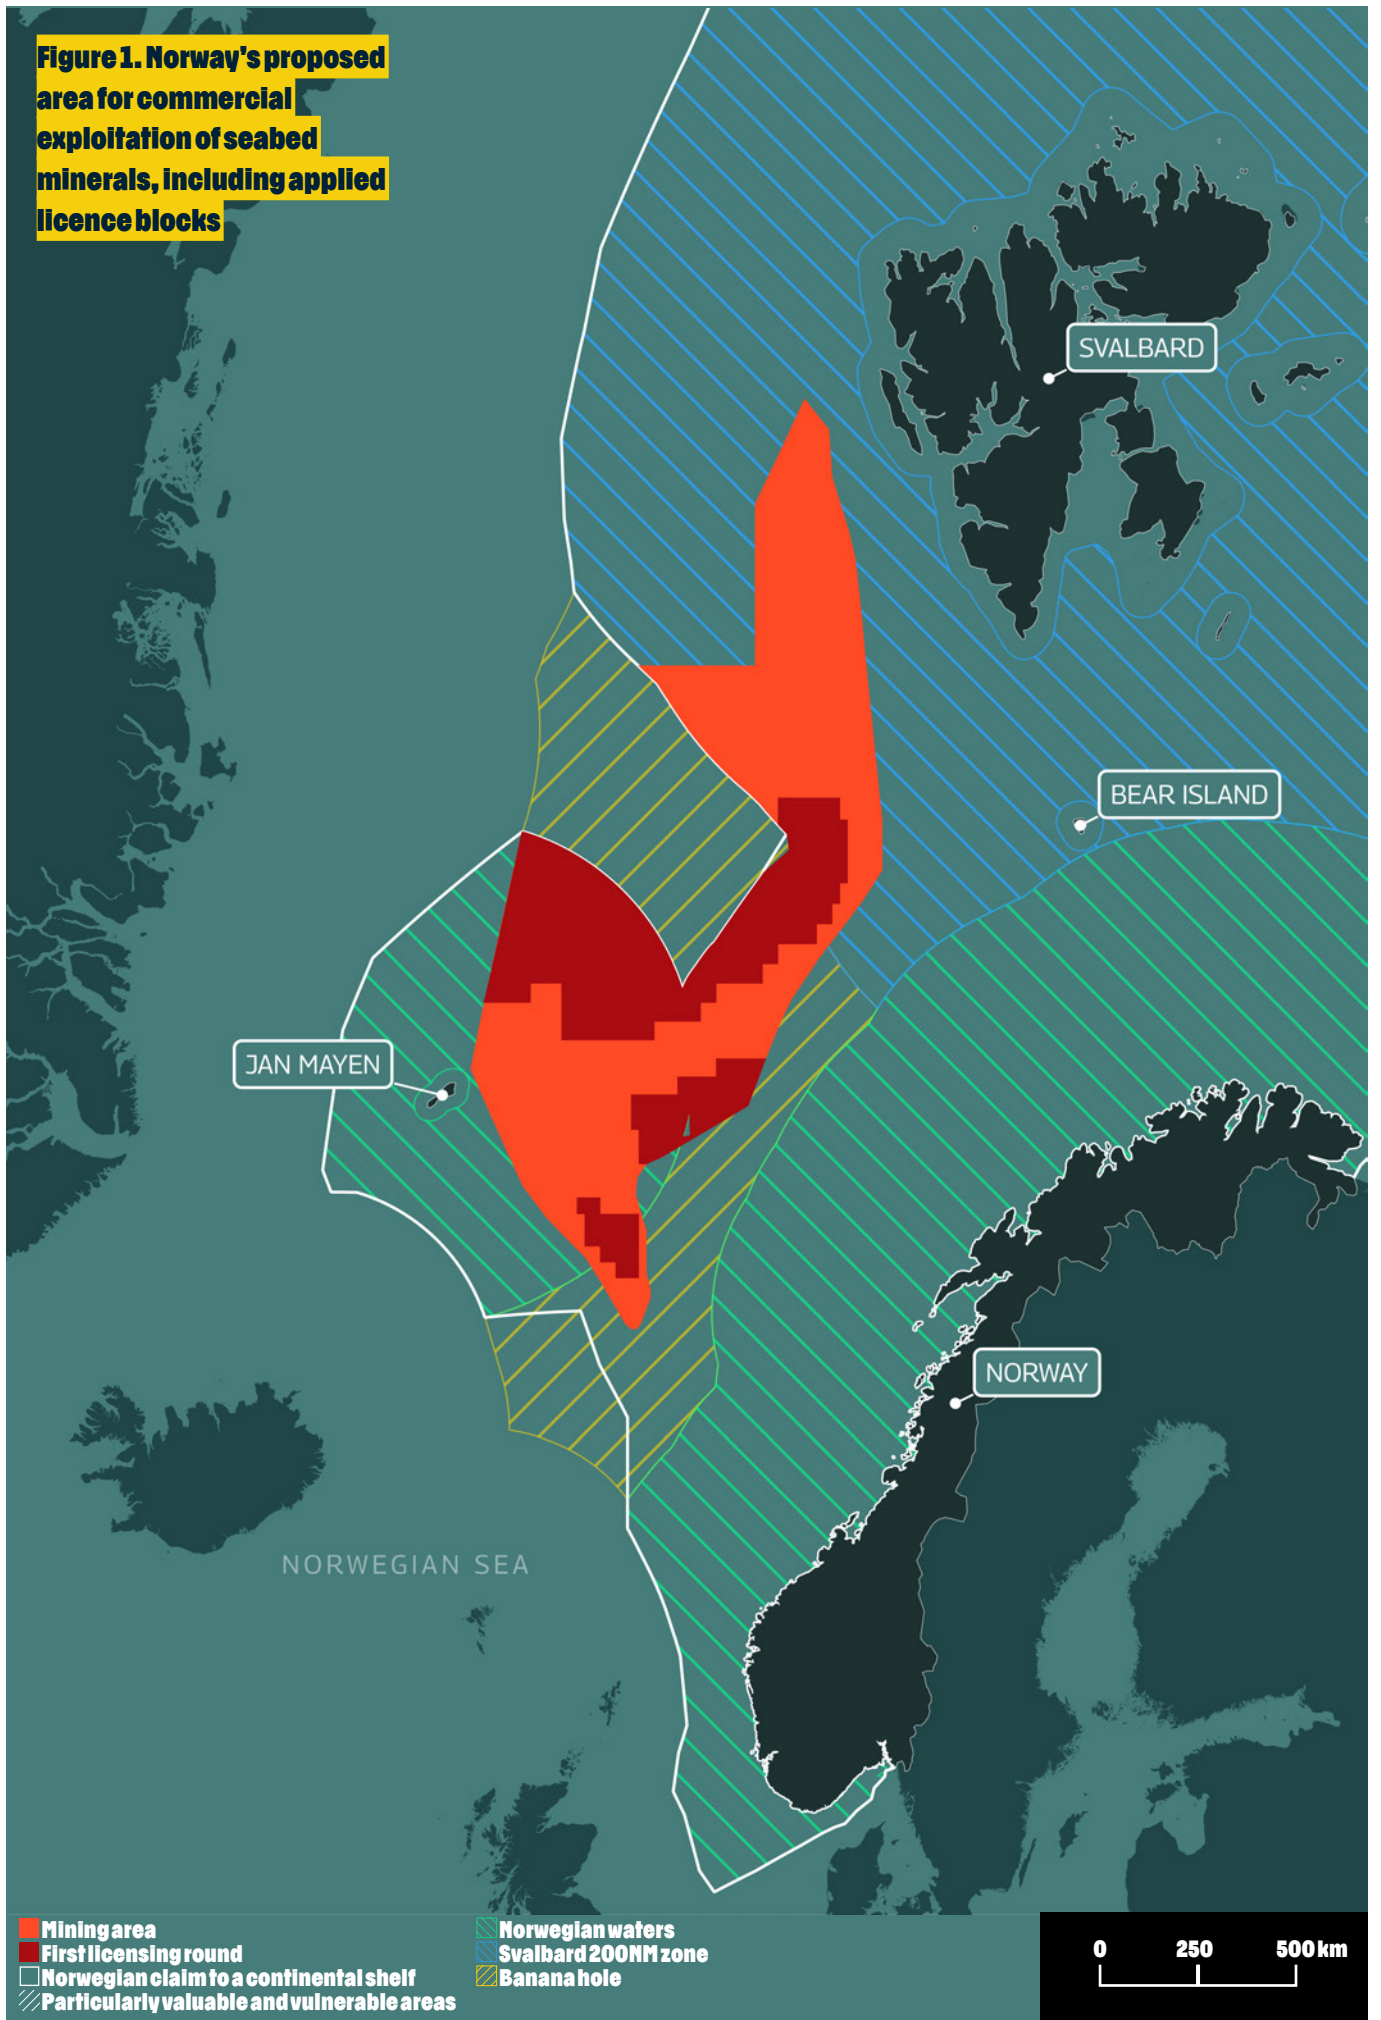 Figure 1. Norway's proposed
area for commercial
exploitation of seabed
minerals, including applied
licence blocks
SVALBARD
BEAR ISLAND
JAN MAYEN
NORWAY
NORWEGIAN SEA
Mining area
First licensing round
Norwegian claim to a continental shelf
Particularly valuable and vulnerable areas
Norwegian waters
Svalbard 200NM zone
Banana hole
0 250 500 km